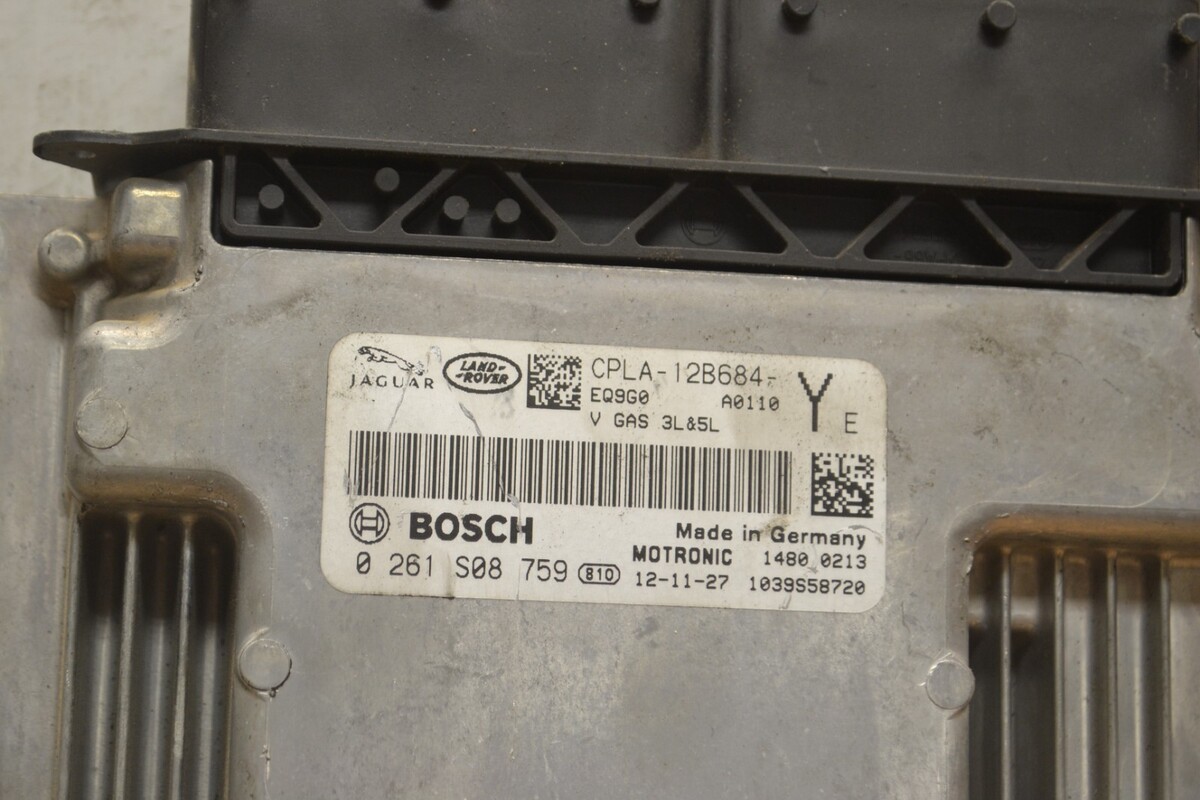 JAGUAR
LAND-
-ROVER
CPLA-12B684-
Y E
EQ9G0 A0110
V GAS 3L&5L
BOSCH
Made in Germany
MOTRONIC 1480 0213
0 261 S08 759 810 12-11-27 1039S58720